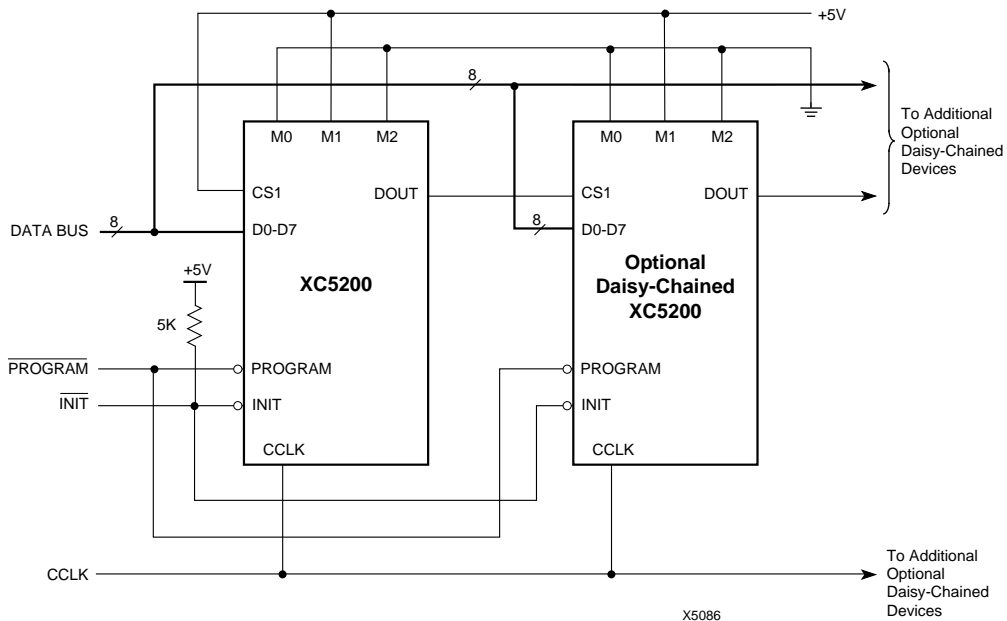 +5V
8
M0 M1 M2
M0 M1 M2
To Additional
Optional
Daisy-Chained
Devices
CS1
DOUT
CS1
DOUT
DATA BUS
8
D0-D7
8
D0-D7
XC5200
Optional
Daisy-Chained
XC5200
+5V
5K
PROGRAM
PROGRAM
PROGRAM
INIT
INIT
INIT
CCLK
CCLK
CCLK
To Additional
Optional
Daisy-Chained
Devices
X5086